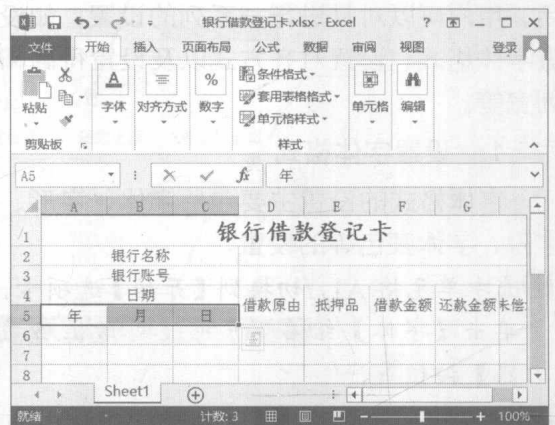 银行借款登记卡.xlsx - Excel
文件 开始 插入 页面布局 公式 数据 审阅 视图 登录
粘贴 字体 对齐方式 % 数字 条件格式 套用表格格式 单元格样式 单元格 编辑
剪贴板 样式
A5 fx 年
A B C D E F G
1 银行借款登记卡
2 银行名称
3 银行账号
4 日期 借款原由 抵押品 借款金额 还款金额 未偿
5 年 月 日
6
7
8
Sheet1
就绪 计数: 3 100%